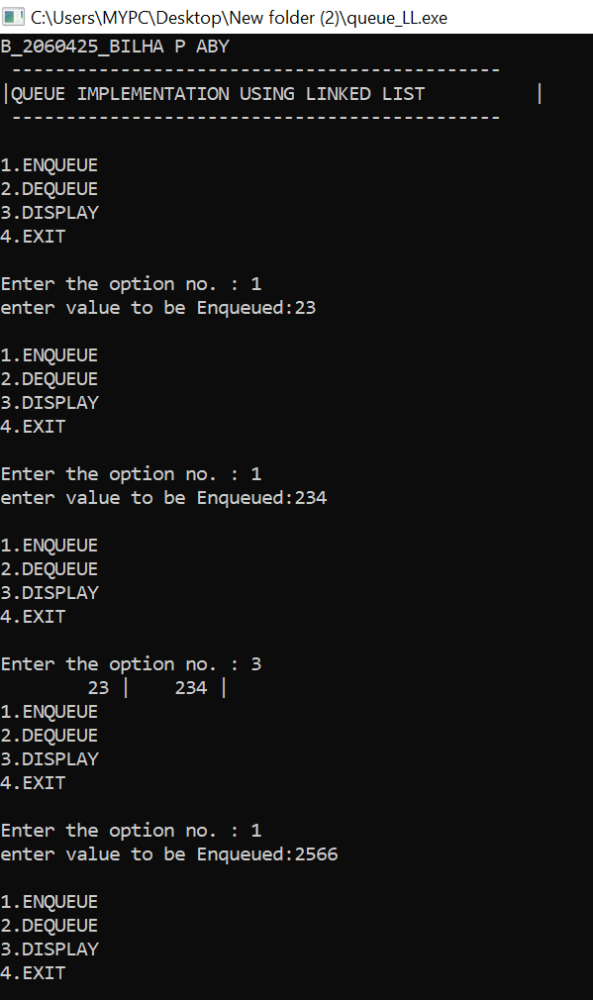 C:\Users\MYPC\Desktop\New folder (2)\queue_LL.exe
B_2060425_BILHA P ABY
---------------------------------------------
|QUEUE IMPLEMENTATION USING LINKED LIST          |
---------------------------------------------
1.ENQUEUE
2.DEQUEUE
3.DISPLAY
4.EXIT
Enter the option no. : 1
enter value to be Enqueued:23
1.ENQUEUE
2.DEQUEUE
3.DISPLAY
4.EXIT
Enter the option no. : 1
enter value to be Enqueued:234
1.ENQUEUE
2.DEQUEUE
3.DISPLAY
4.EXIT
Enter the option no. : 3
        23 |    234 |
1.ENQUEUE
2.DEQUEUE
3.DISPLAY
4.EXIT
Enter the option no. : 1
enter value to be Enqueued:2566
1.ENQUEUE
2.DEQUEUE
3.DISPLAY
4.EXIT